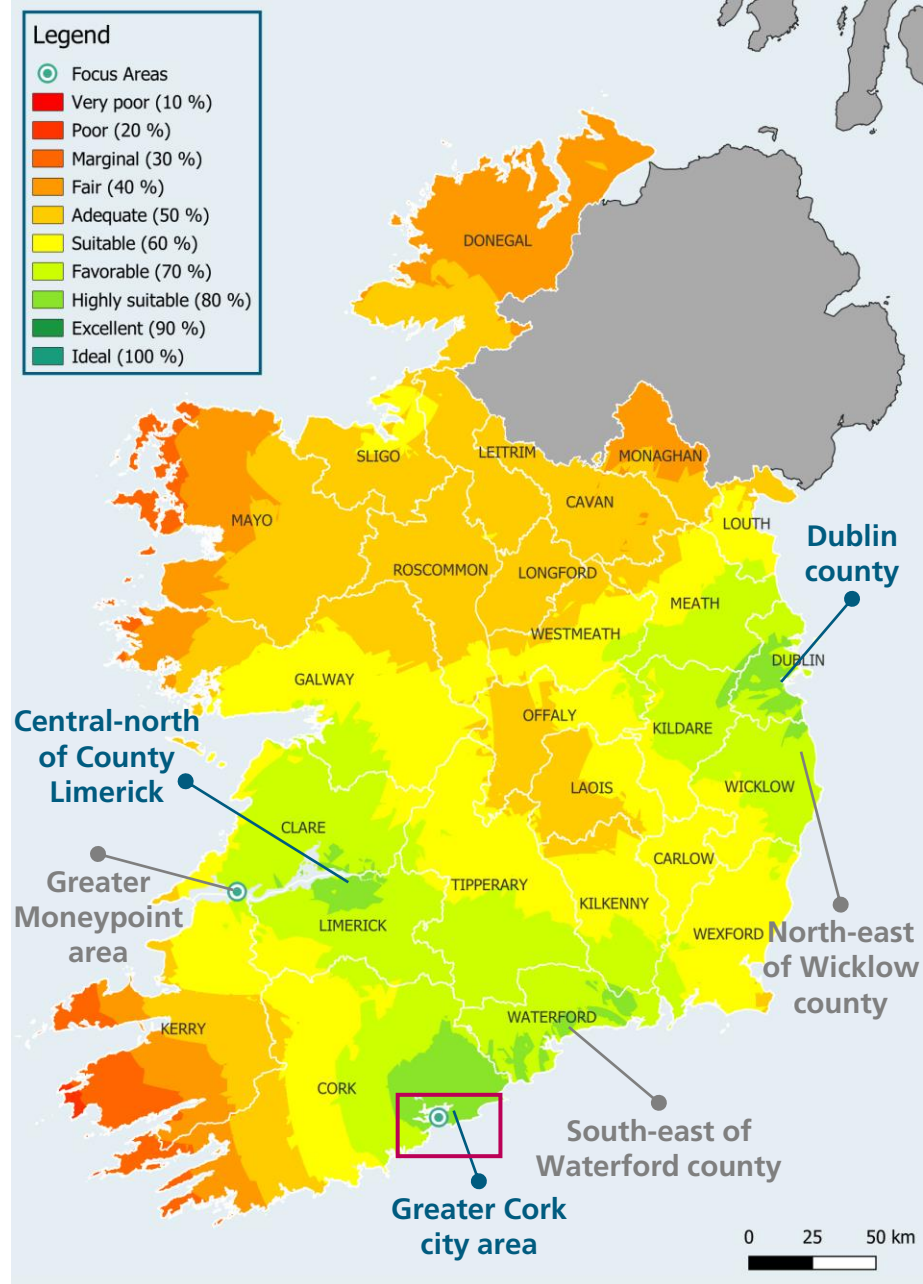 Legend
Focus Areas
Very poor (10 %)
Poor (20 %)
Marginal (30 %)
Fair (40 %)
Adequate (50 %)
Suitable (60 %)
Favorable (70 %)
Highly suitable (80 %)
Excellent (90 %)
Ideal (100 %)
DONEGAL
SLIGO
LEITRIM
MONAGHAN
CAVAN
MAYO
LOUTH
ROSCOMMON
LONGFORD
Dublin
county
MEATH
WESTMEATH
DUBLIN
GALWAY
OFFALY
KILDARE
Central-north
of County
Limerick
LAOIS
WICKLOW
CLARE
CARLOW
Greater
Moneypoint
area
TIPPERARY
KILKENNY
LIMERICK
WEXFORD
North-east
of Wicklow
county
WATERFORD
KERRY
CORK
South-east of
Waterford county
Greater Cork
city area
0 25 50 km